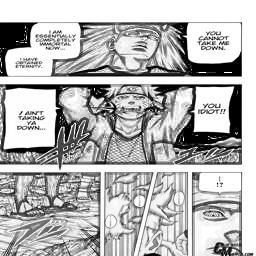 YOU
CANNOT
TAKE ME
DOWN.
I AM
ESSENTIALLY
COMPLETELY
IMMORTAL
NOW...
I HAVE
OBTAINED
ETERNITY.
YOU
IDIOT!!
I AIN'T
TAKING
YA
DOWN...
!?